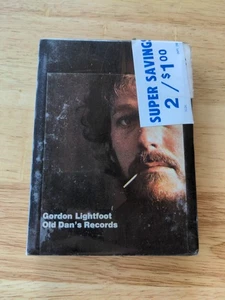 SUPER SAVINGS
2/$1.00
Gordon Lightfoot
Old Dan's Records